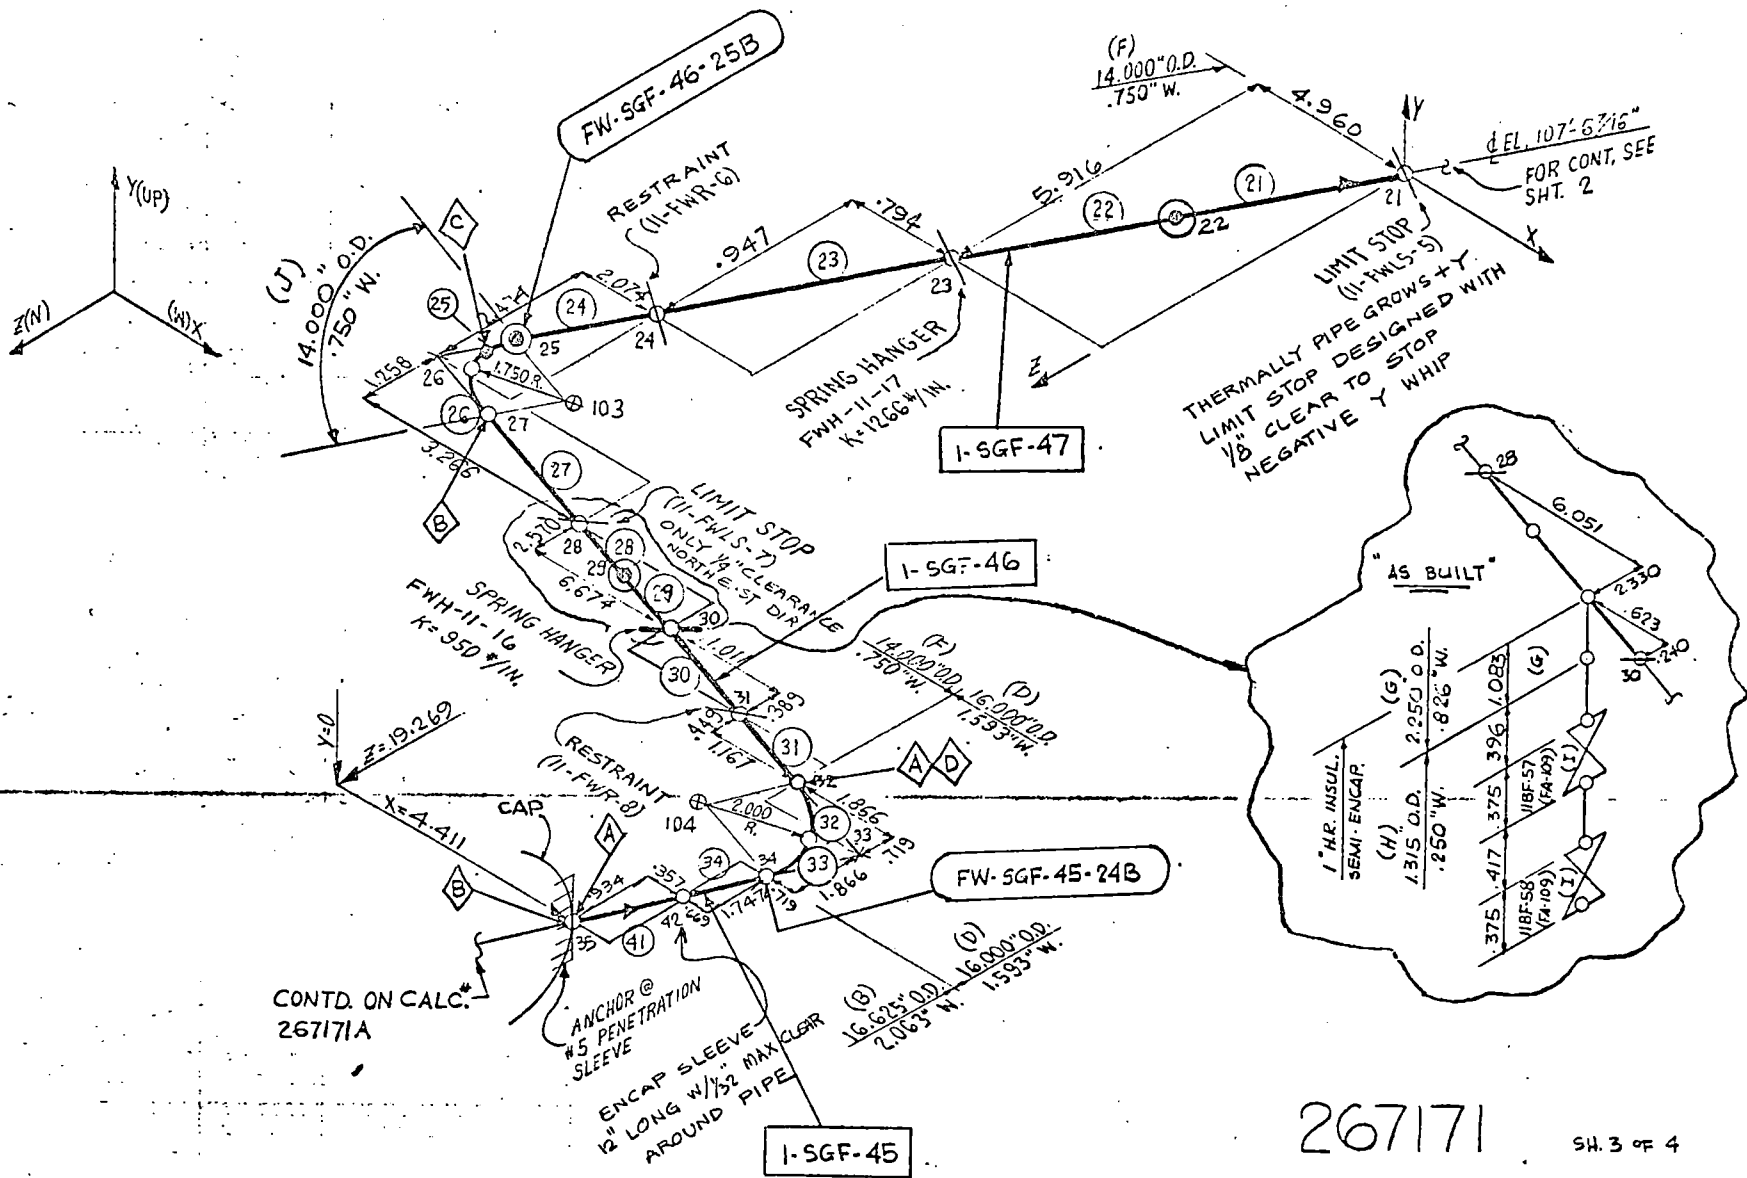 FW-SGF-46-25B
(F)
14.000" O.D.
.750" W.
4.960
Y
₵ EL. 107'-6 7/16"
FOR CONT, SEE
SHT. 2
Y(UP)
Z(N)
(W)X
C
RESTRAINT
(11-FWR-6)
5.916
.794
.947
2.074
21
22
21
22
X
23
23
24
24
25
25
LIMIT STOP
(11-FWLS-5)
THERMALLY PIPE GROWS +Y.
LIMIT STOP DESIGNED WITH
1/8" CLEAR TO STOP
NEGATIVE Y WHIP
(J)
14.000" O.D.
.750" W.
1.258
26
1.750 R.
103
26
27
SPRING HANGER
FWH-11-17
K=1266 #/IN.
Z
1-SGF-47
3.266
27
B
LIMIT STOP
(11-FWLS-7)
ONLY 1/4" CLEARANCE
28
28
29
29
2.570
6.674
30
1-SGF-46
SPRING HANGER
FWH-11-16
K=950 #/IN.
1.011
30
31
.389
.449
1.167
31
(F)
14.000" O.D.
.750" W.
(D)
16.000" O.D.
1.593" W.
A
D
"AS BUILT"
28
6.051
2.330
.623
.240
30
(G)
2.250 O.D.
.826" W.
1" H.R. INSUL.
SEMI-ENCAP.
(H)
1.315" O.D.
.250" W.
1.083
.396
.375
.417
.375
(G)
11BF-57
(FA-109)
(I)
11BF-58
(FA-109)
(I)
Y=0
Z=19.269
X=4.411
CAP
RESTRAINT
(11-FWR-8)
104
2.000
R.
1.866
32
33
.719
33
1.866
A
B
.934
.357
34
34
.719
1.747
.669
42
41
35
FW-SGF-45-24B
CONTD. ON CALC.#
267171A
ANCHOR @
#5 PENETRATION
SLEEVE
ENCAP SLEEVE
12" LONG W/ 1/32" MAX CLEAR
AROUND PIPE
(B)
16.625" O.D.
2.063" W.
(D)
16.000" O.D.
1.593" W.
1-SGF-45
267171
SH. 3 OF 4